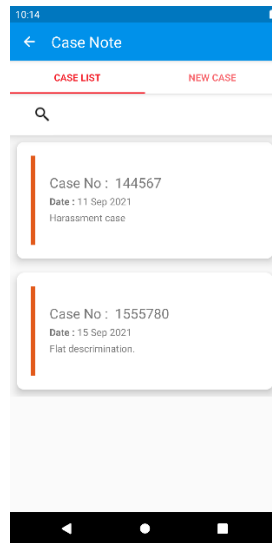 10:14
Case Note
CASE LIST
NEW CASE
Case No : 144567
Date : 11 Sep 2021
Harassment case
Case No : 1555780
Date : 15 Sep 2021
Flat descrimination.